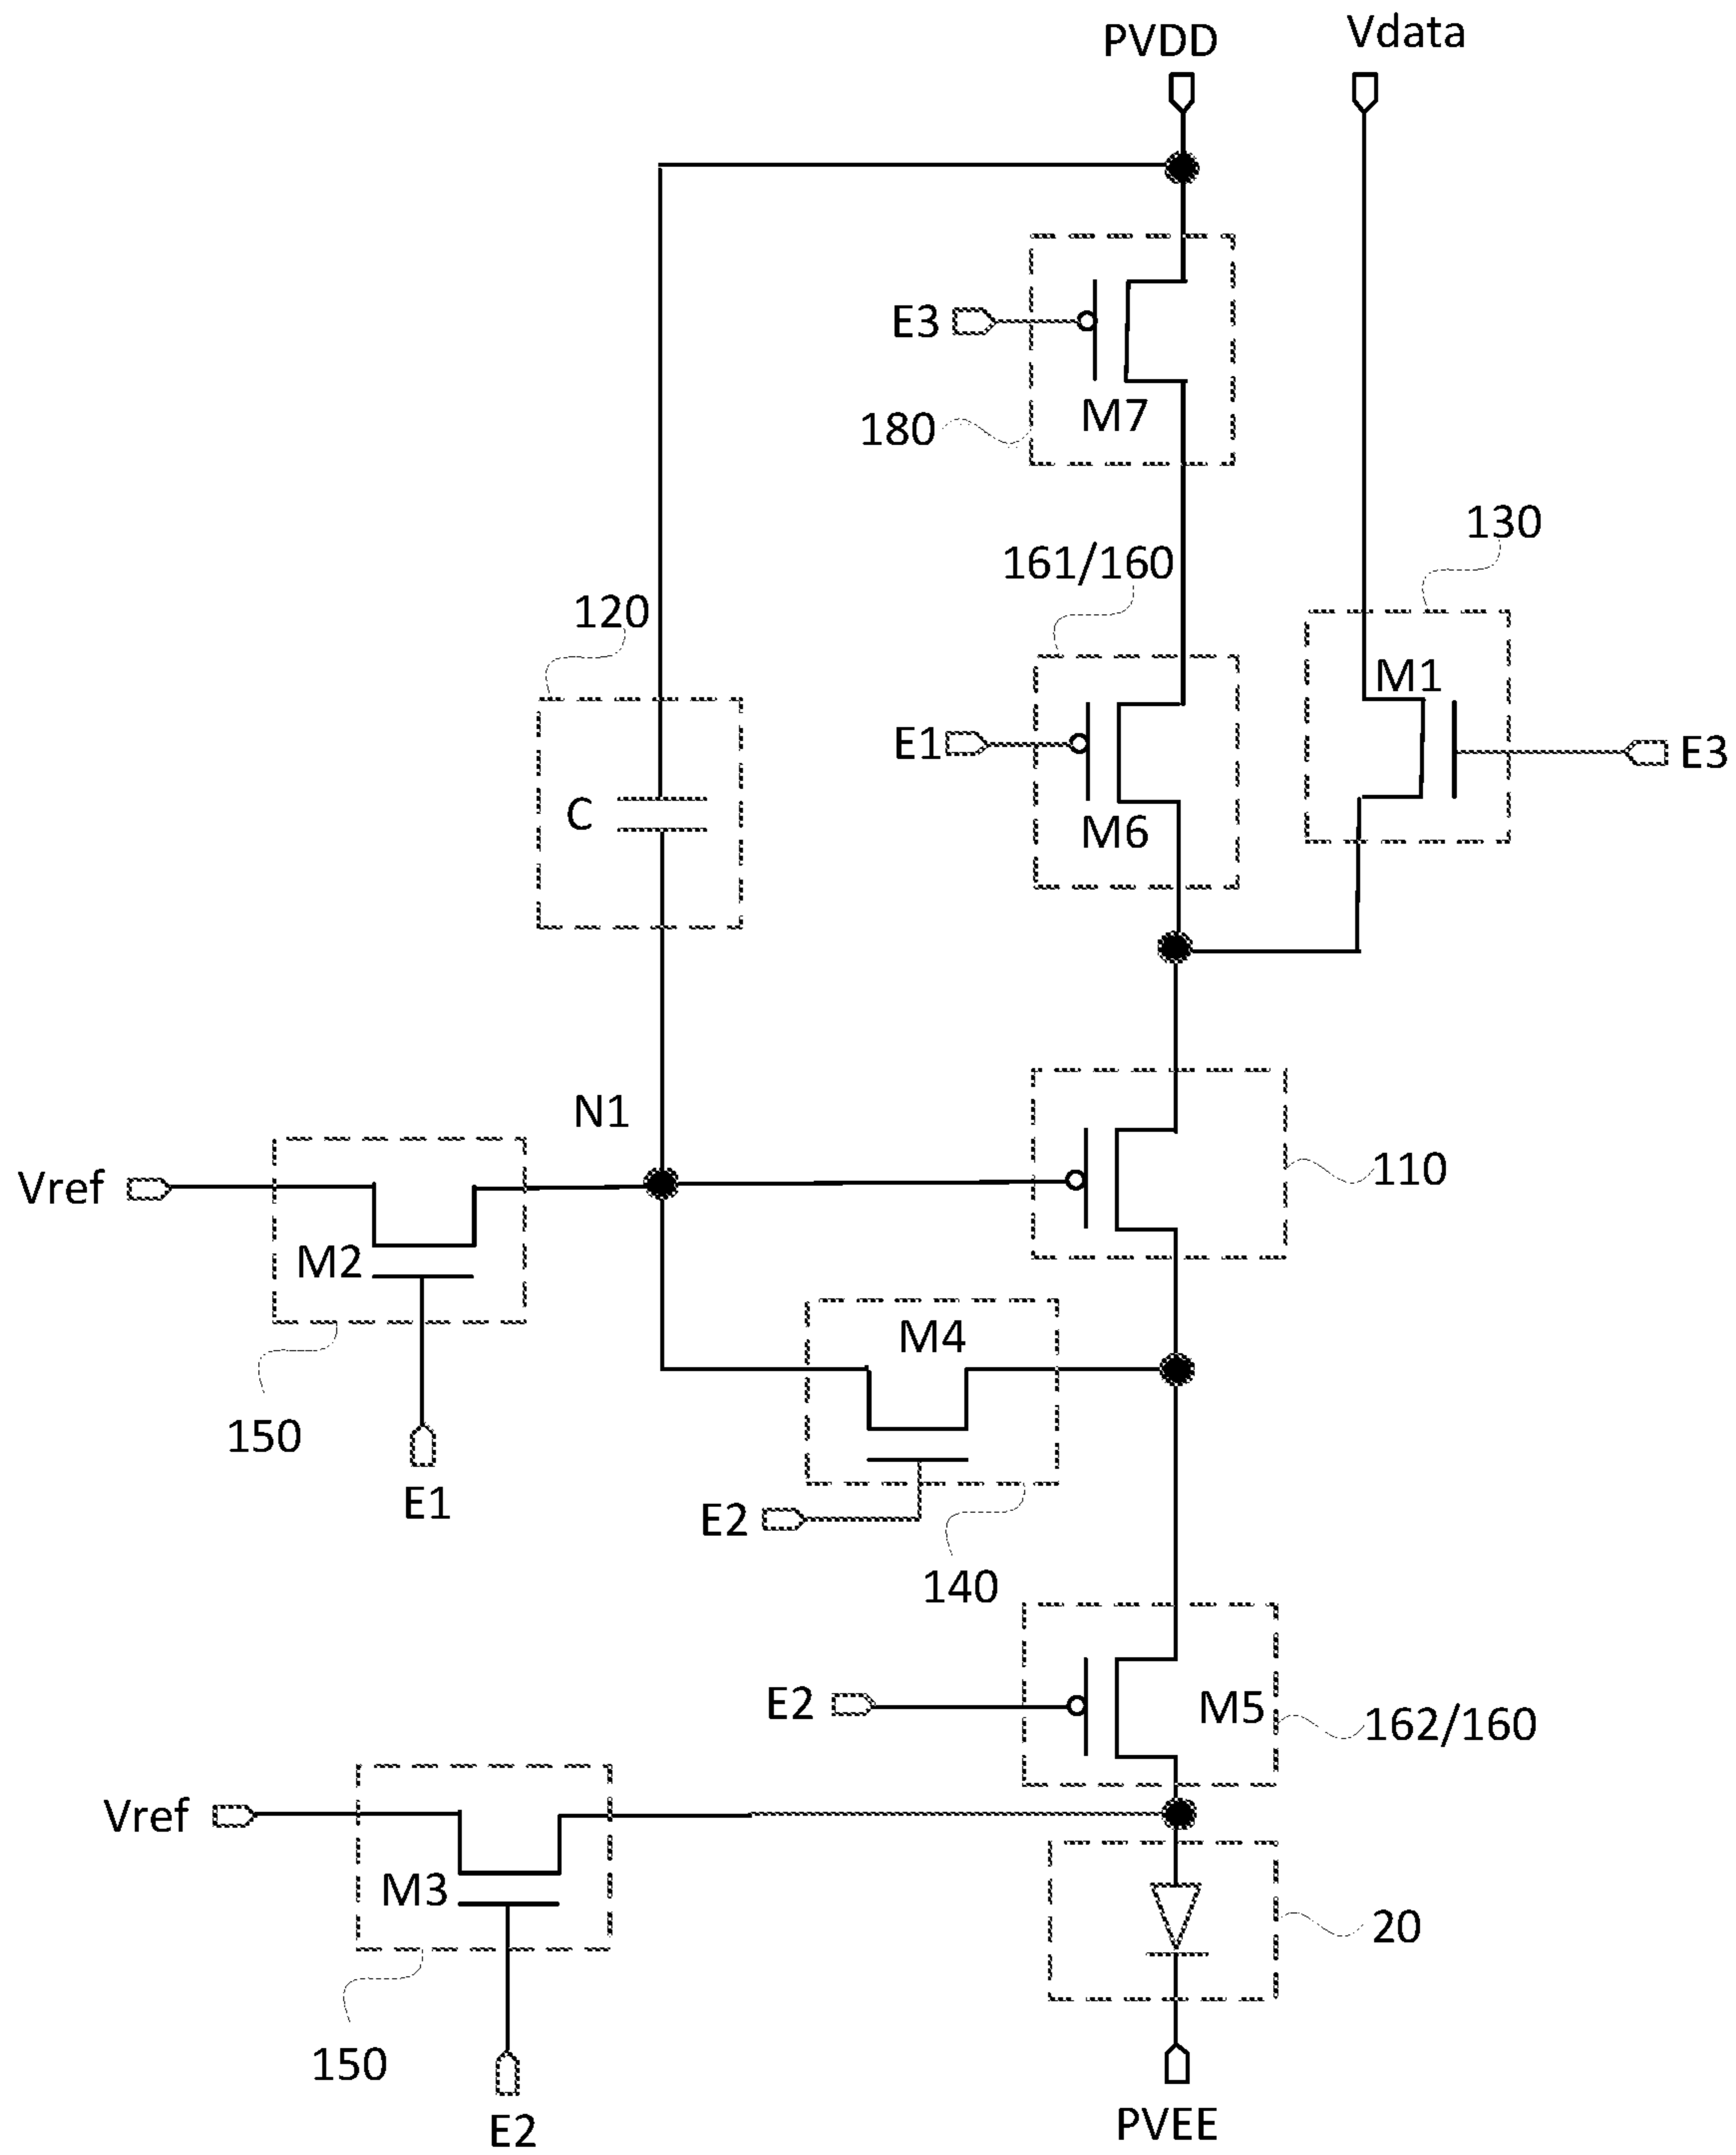 PVDD
Vdata
E3
M7
180
130
161/160
120
M1
E1
E3
C
M6
N1
110
Vref
M2
M4
150
E1
E2
140
E2
M5
162/160
Vref
M3
20
150
E2
PVEE